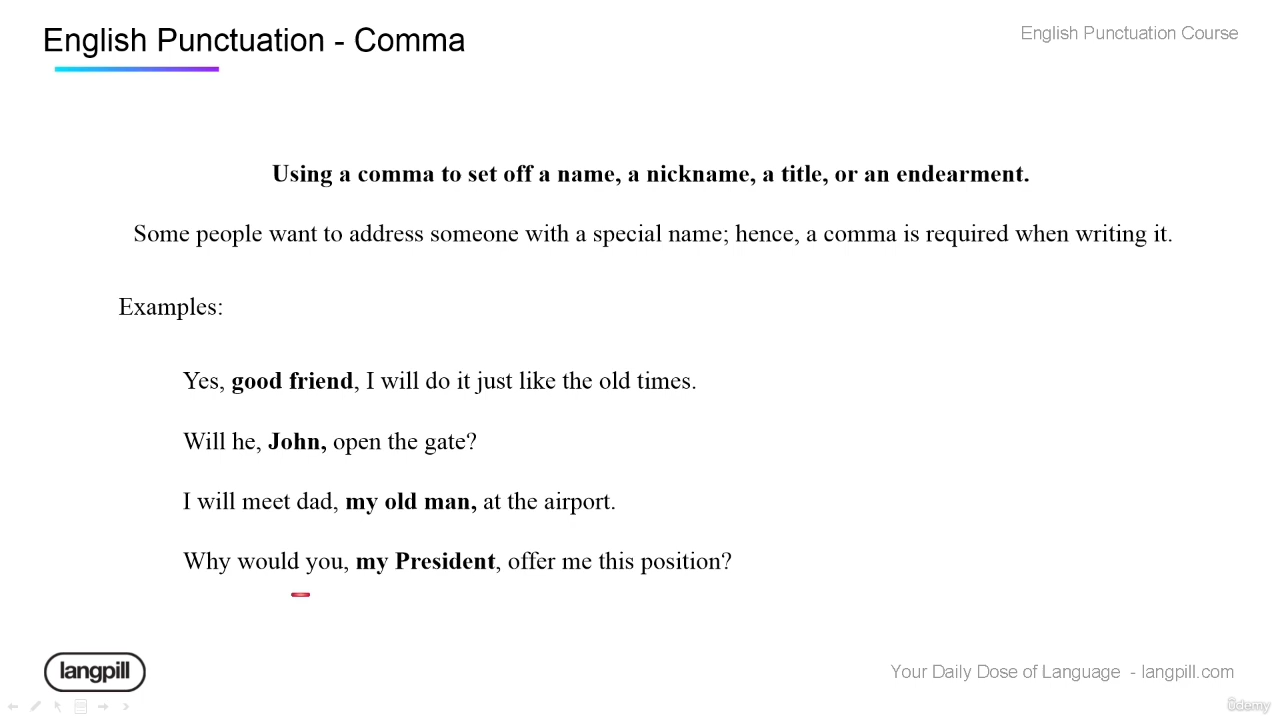 English Punctuation - Comma
English Punctuation Course
Using a comma to set off a name, a nickname, a title, or an endearment.
Some people want to address someone with a special name; hence, a comma is required when writing it.
Examples:
Yes, good friend, I will do it just like the old times.
Will he, John, open the gate?
I will meet dad, my old man, at the airport.
Why would you, my President, offer me this position?
langpill
Your Daily Dose of Language - langpill.com
ûdemy